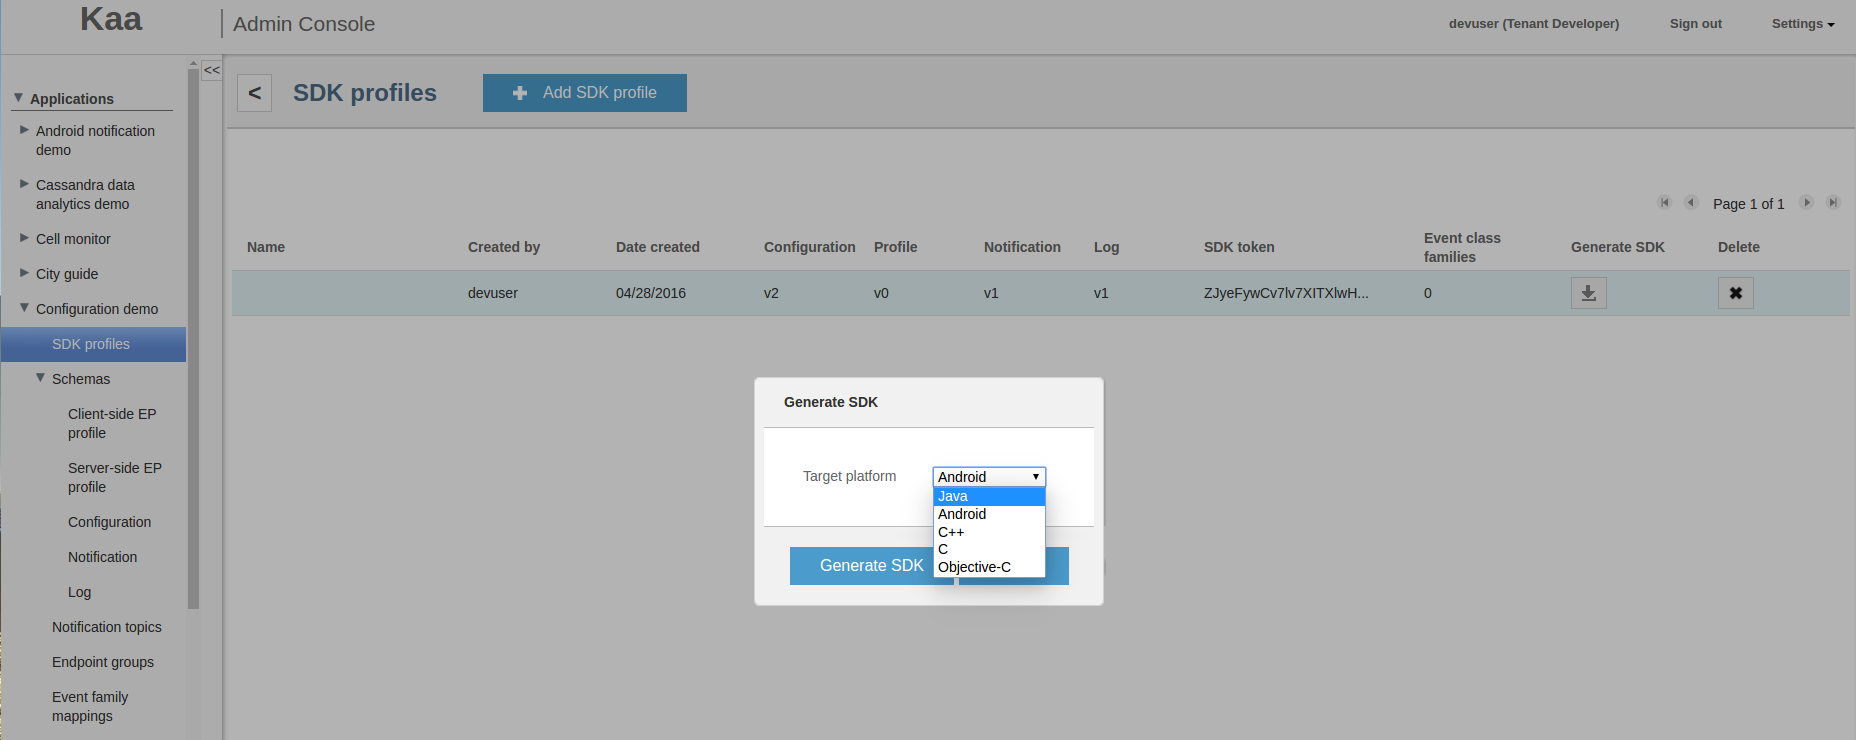 Kaa
Admin Console
devuser (Tenant Developer)
Sign out
Settings
<<
Applications
Android notification
demo
Cassandra data
analytics demo
Cell monitor
City guide
Configuration demo
SDK profiles
Schemas
Client-side EP
profile
Server-side EP
profile
Configuration
Notification
Log
Notification topics
Endpoint groups
Event family
mappings
<
SDK profiles
Add SDK profile
Page 1 of 1
Name
Created by
Date created
Configuration
Profile
Notification
Log
SDK token
Event class
families
Generate SDK
Delete
devuser
04/28/2016
v2
v0
v1
v1
ZJyeFywCv7lv7XITXlwH...
0
Generate SDK
Target platform
Android
Java
Android
C++
C
Objective-C
Generate SDK